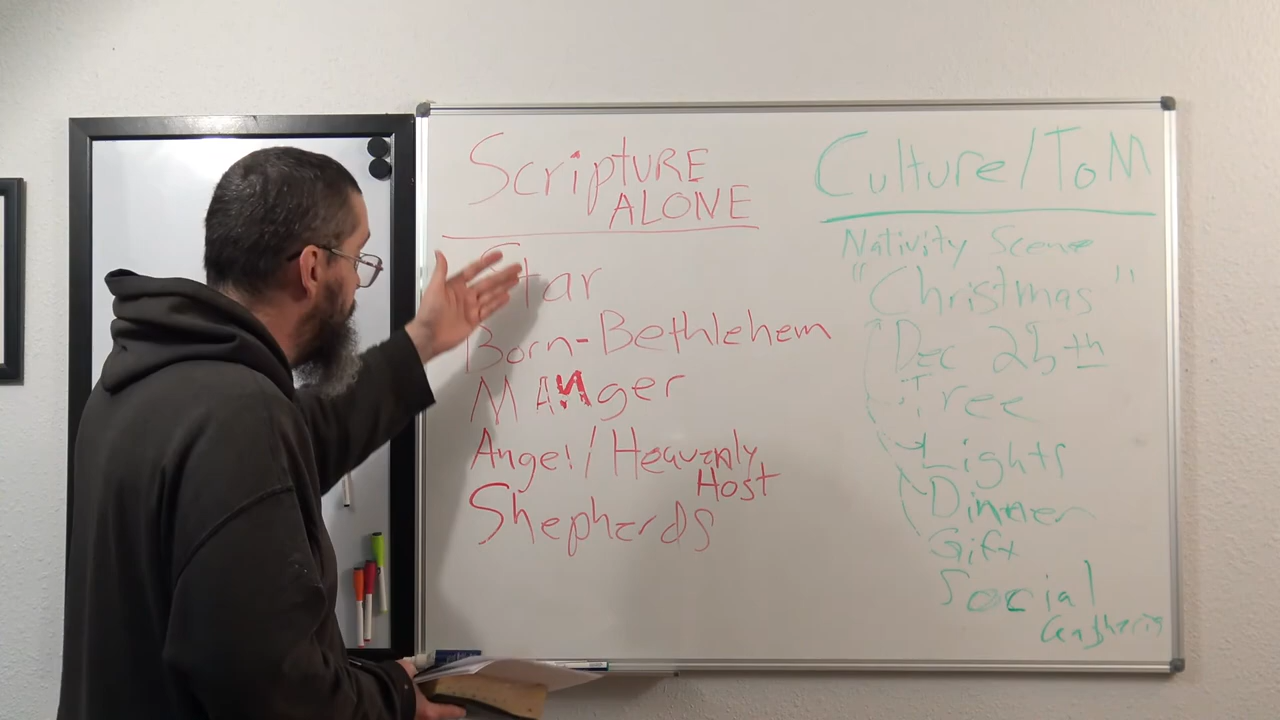 Scripture
ALONE
Star
Born-Bethlehem
MANger
Angel/Heavenly
Host
Shepherds
Culture/ToM
Nativity Scene
"Christmas"
Dec 25th
Tree
Lights
Dinner
Gift
Social